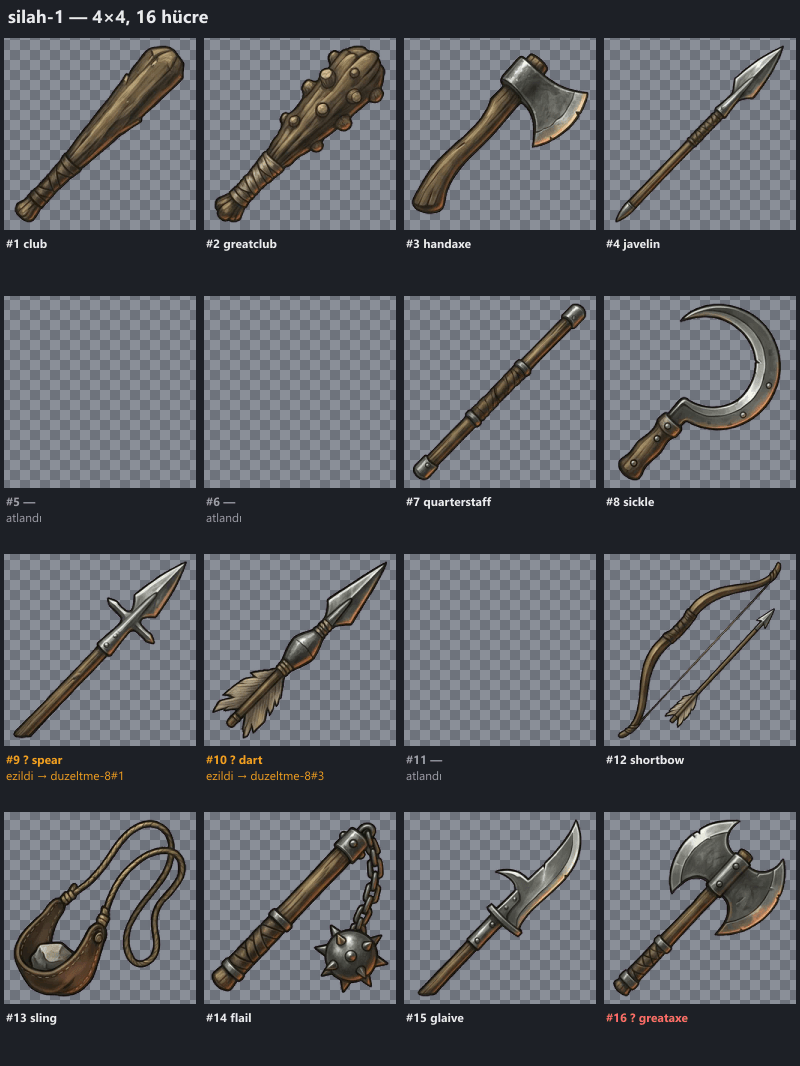 silah-1 — 4×4, 16 hücre
#1 club
#2 greatclub
#3 handaxe
#4 javelin
#5 —
atlandı
#6 —
atlandı
#7 quarterstaff
#8 sickle
#9 ? spear
ezildi → duzeltme-8#1
#10 ? dart
ezildi → duzeltme-8#3
#11 —
atlandı
#12 shortbow
#13 sling
#14 flail
#15 glaive
#16 ? greataxe